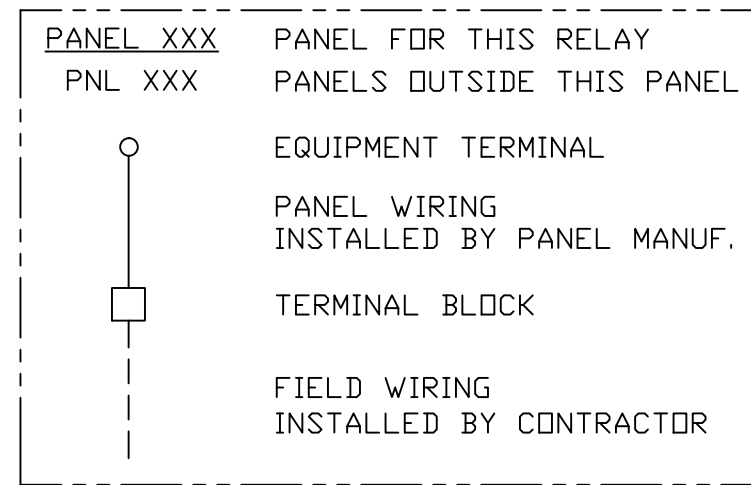 PANEL XXX PANEL FOR THIS RELAY
PNL XXX PANELS OUTSIDE THIS PANEL
EQUIPMENT TERMINAL
PANEL WIRING
INSTALLED BY PANEL MANUF.
TERMINAL BLOCK
FIELD WIRING
INSTALLED BY CONTRACTOR